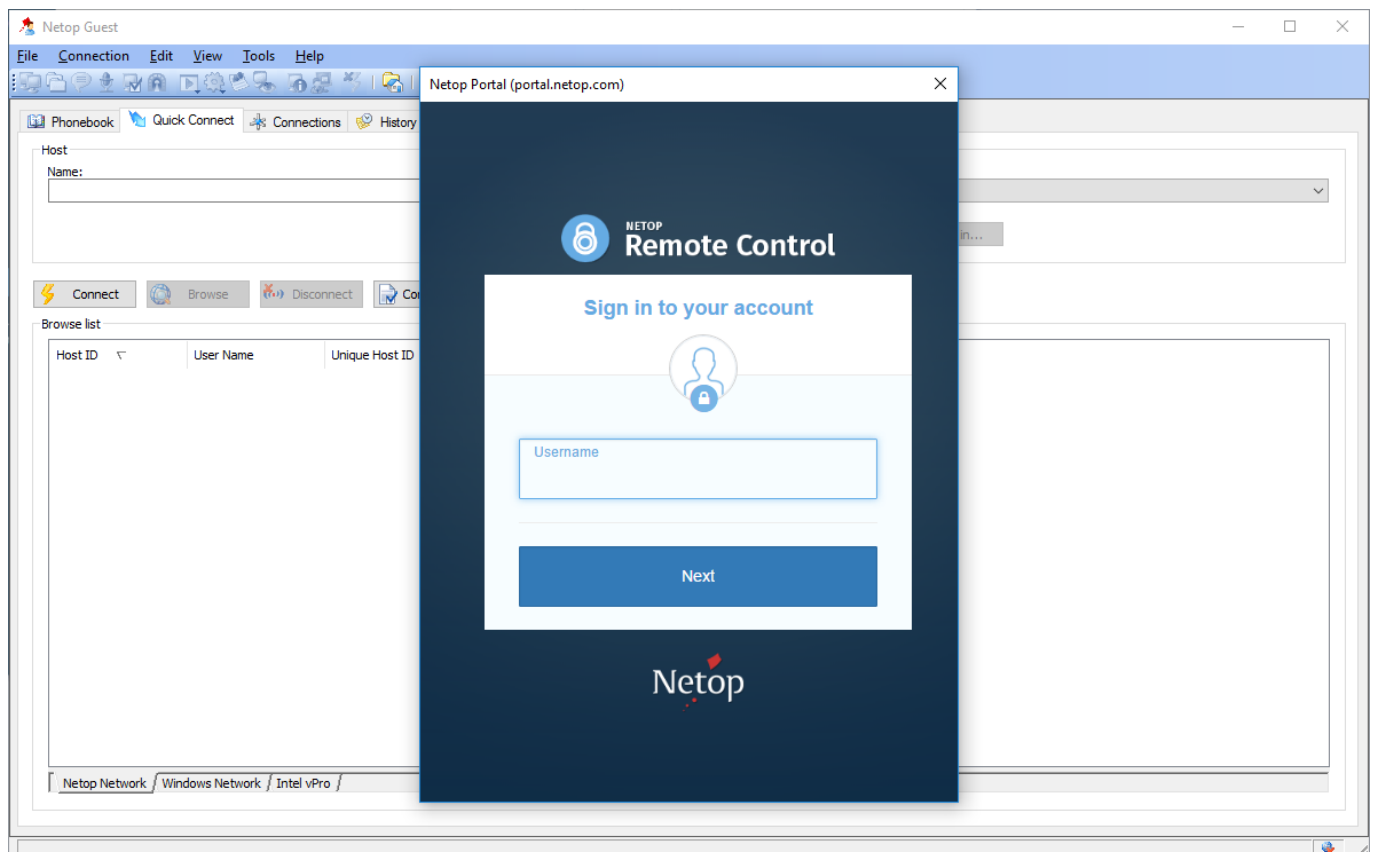 Netop Guest
File Connection Edit View Tools Help
Netop Portal (portal.netop.com)
Phonebook Quick Connect Connections History
Host
Name:
in...
NETOP
Remote Control
Connect Browse Disconnect
Sign in to your account
Browse list
Host ID User Name Unique Host ID
Username
Next
Netop
Netop Network Windows Network Intel vPro